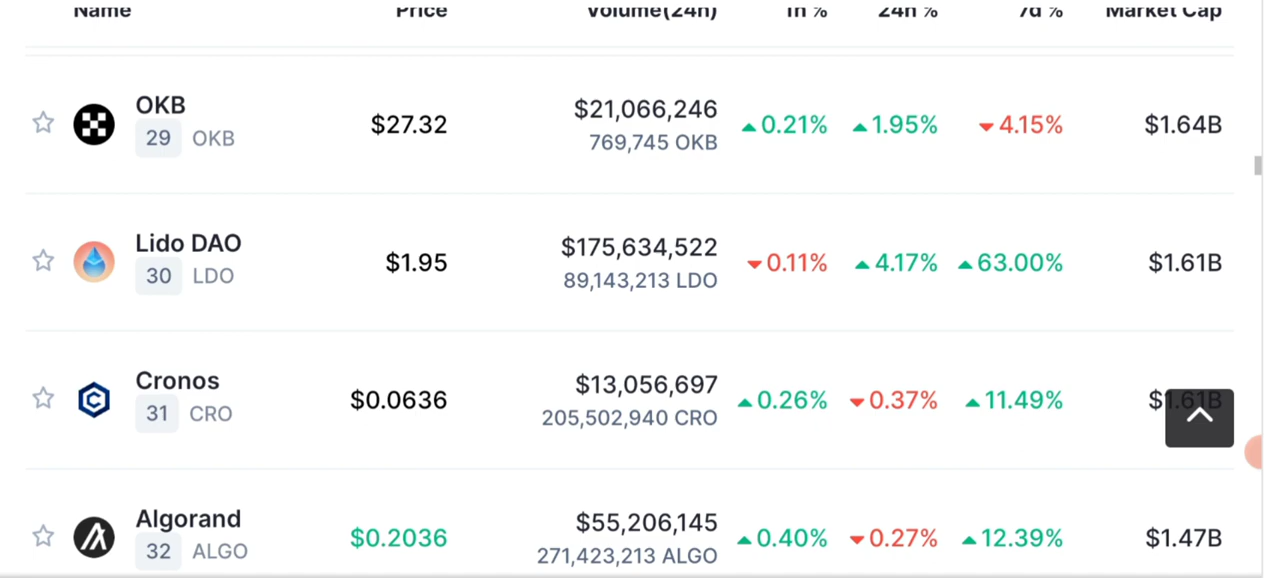 Name Price Volume(24h) 1h % 24h % 7d % Market Cap
OKB $27.32 $21,066,246 0.21% 1.95% 4.15% $1.64B
29 OKB 769,745 OKB
Lido DAO $1.95 $175,634,522 0.11% 4.17% 63.00% $1.61B
30 LDO 89,143,213 LDO
Cronos $0.0636 $13,056,697 0.26% 0.37% 11.49% $1.61B
31 CRO 205,502,940 CRO
Algorand $0.2036 $55,206,145 0.40% 0.27% 12.39% $1.47B
32 ALGO 271,423,213 ALGO